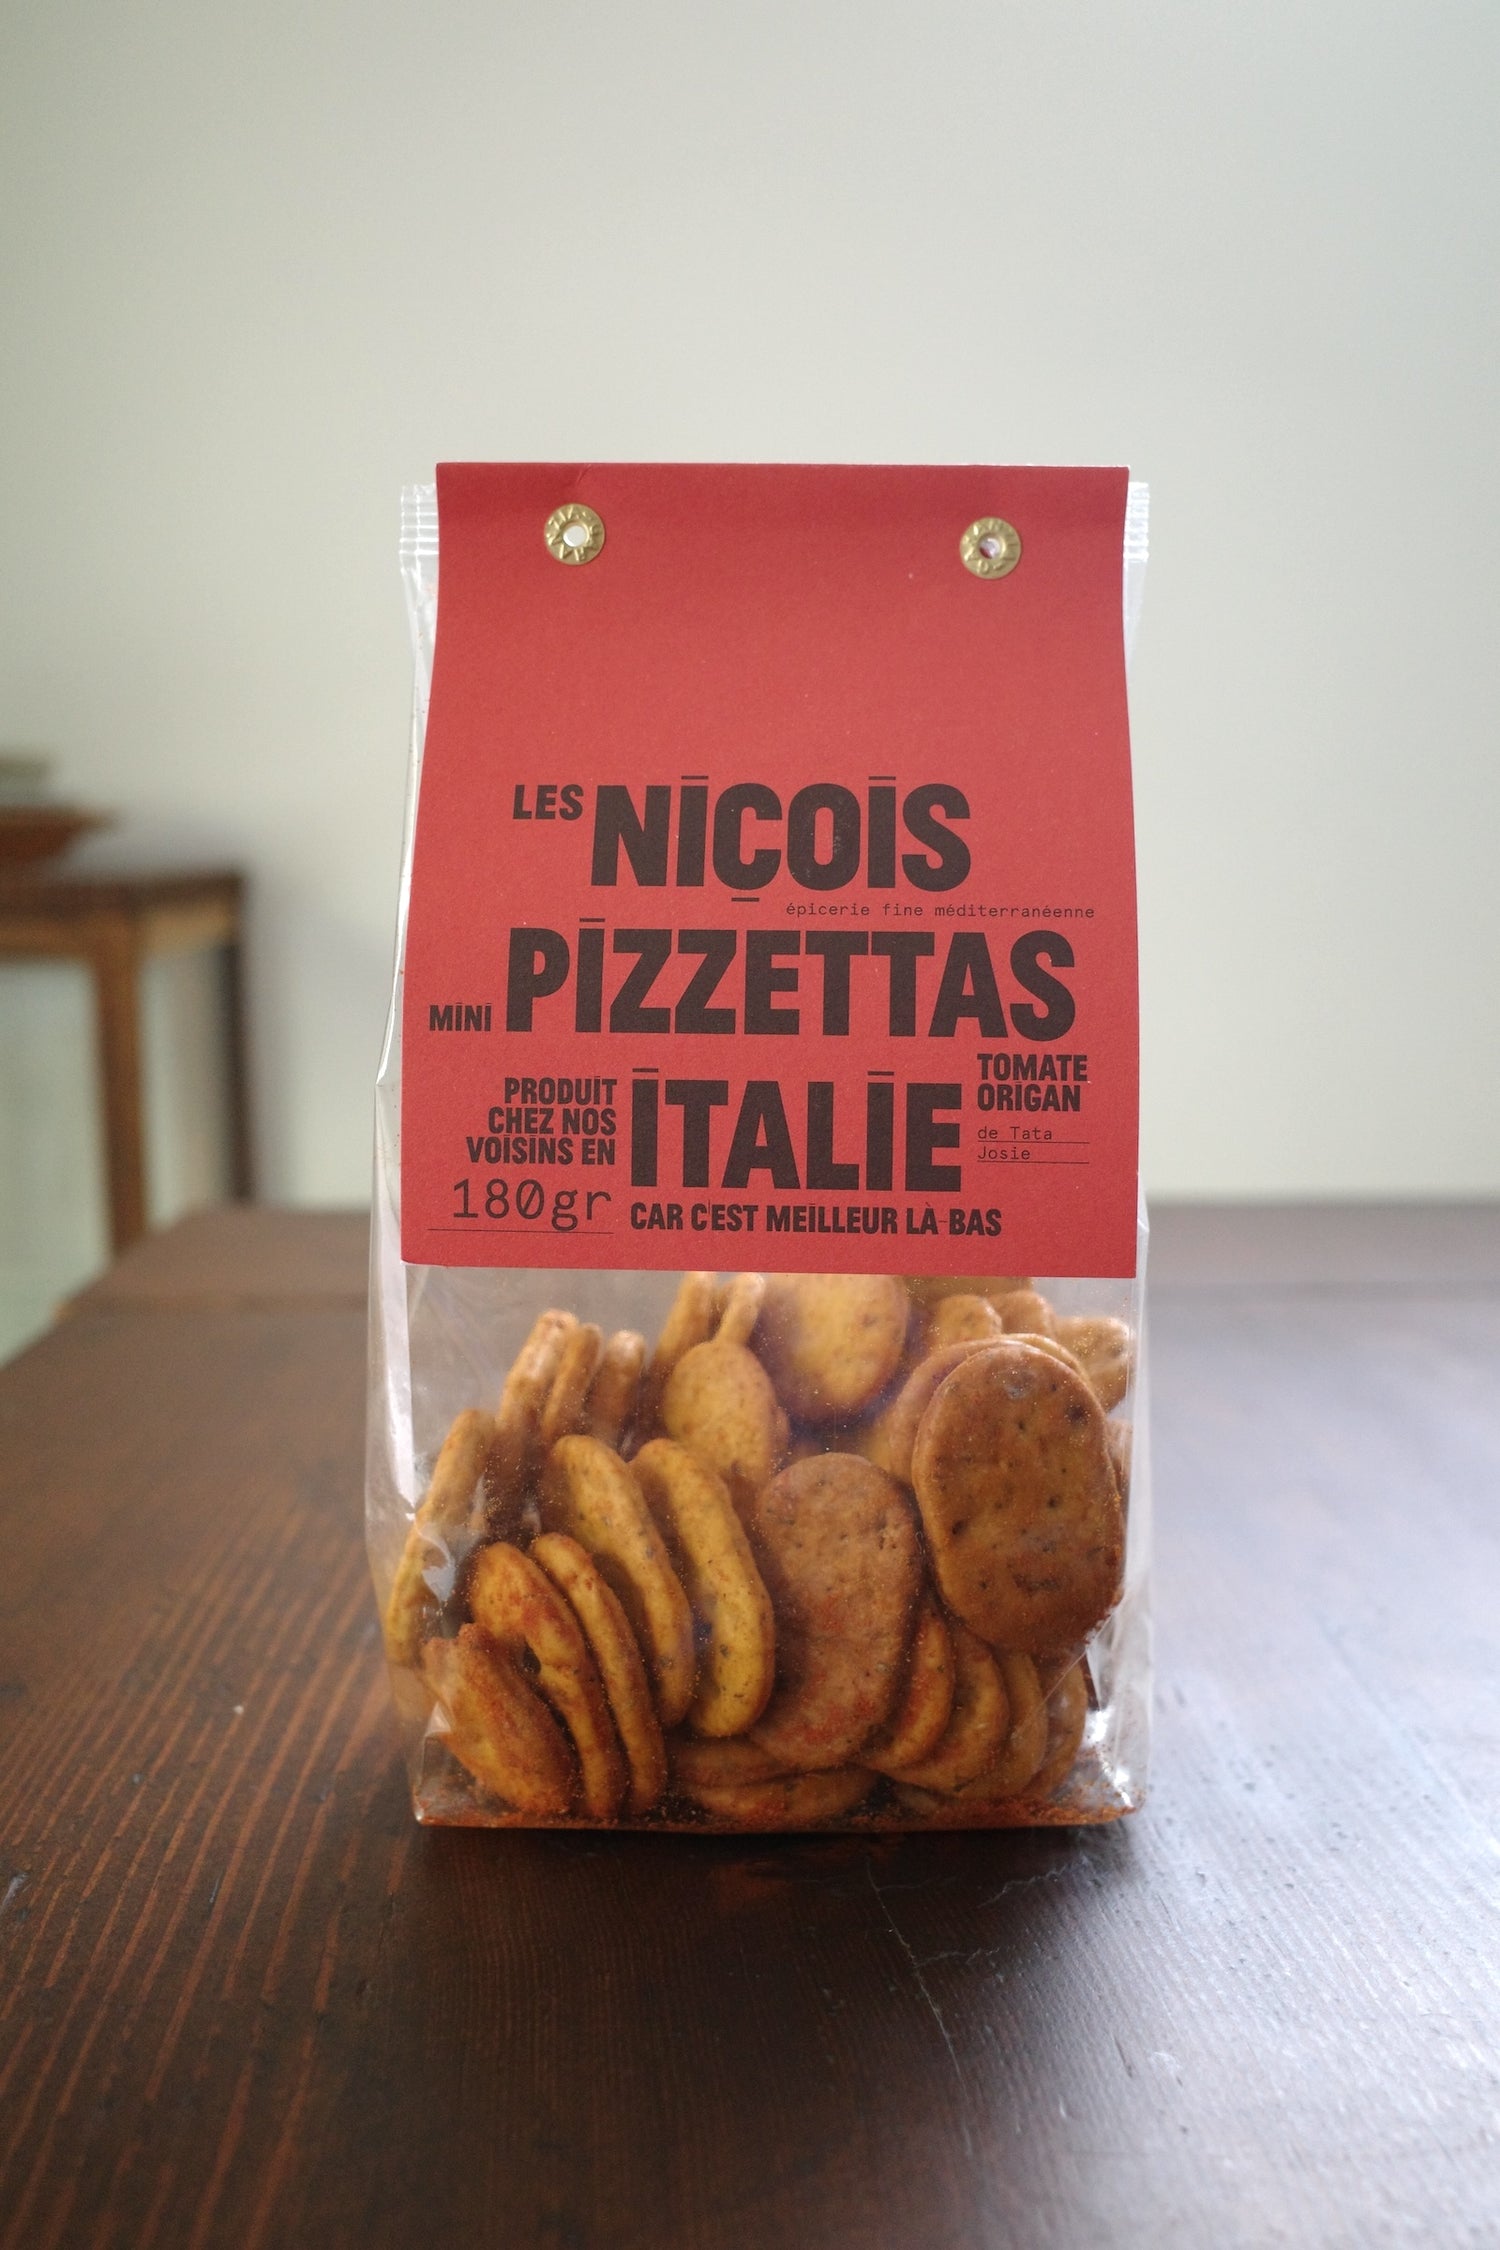 LES NIÇOIS
épicerie fine méditerranéenne
MINI PIZZETTAS
TOMATE
ORIGAN
de Tata
Josie
PRODUIT
CHEZ NOS
VOISINS EN
ITALIE
180gr
CAR C'EST MEILLEUR LÀ-BAS